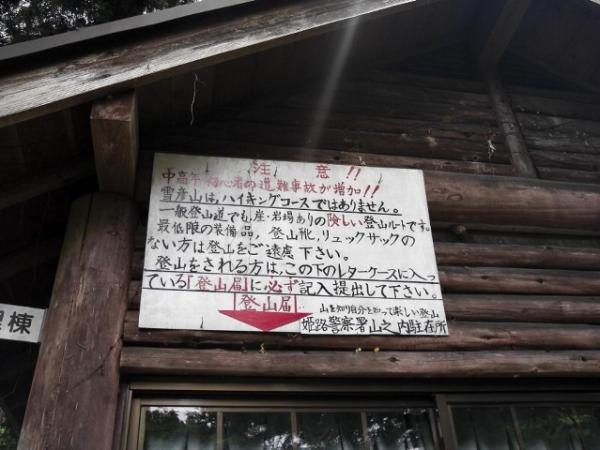 注意!!
中高年 初心者の遭難事故が増加!!
雪彦山は、ハイキングコースではありません。
一般登山道でも崖・岩場ありの険しい登山ルートです。
最低限の装備品, 登山靴, リュックサックの
ない方は登山をご遠慮下さい。
登山をされる方は, この下のレターケースに入っ
ている「登山届」に必ず記入提出して下さい。
登山届
山を知り自分を知って楽しい登山
姫路警察署山之内駐在所
棟